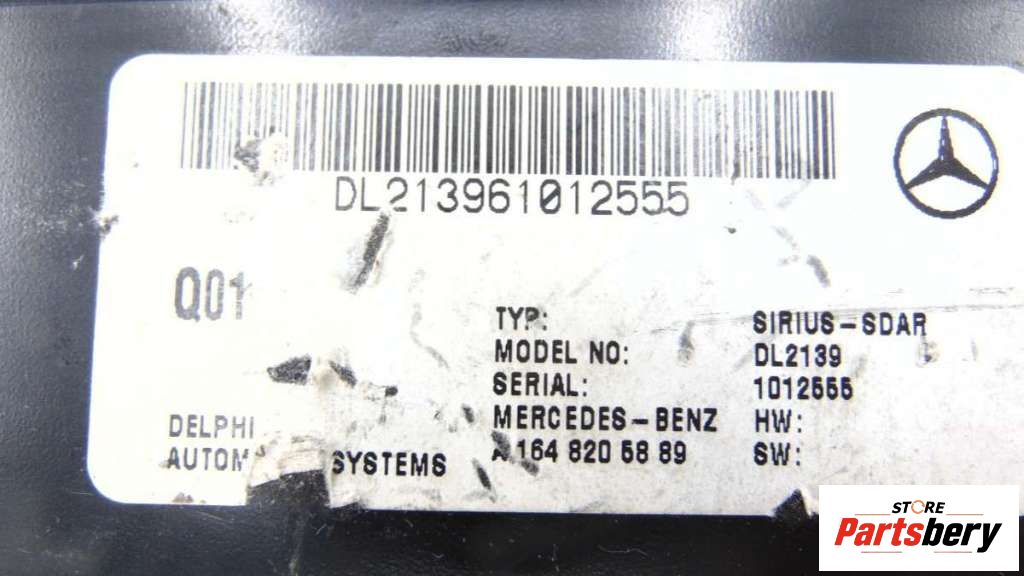 DL213961012555
Q01
TYP: SIRIUS-SDAR
MODEL NO: DL2139
SERIAL: 1012555
DELPHI MERCEDES-BENZ HW:
SYSTEMS A 164 820 58 89 SW:
STORE
Partsbery